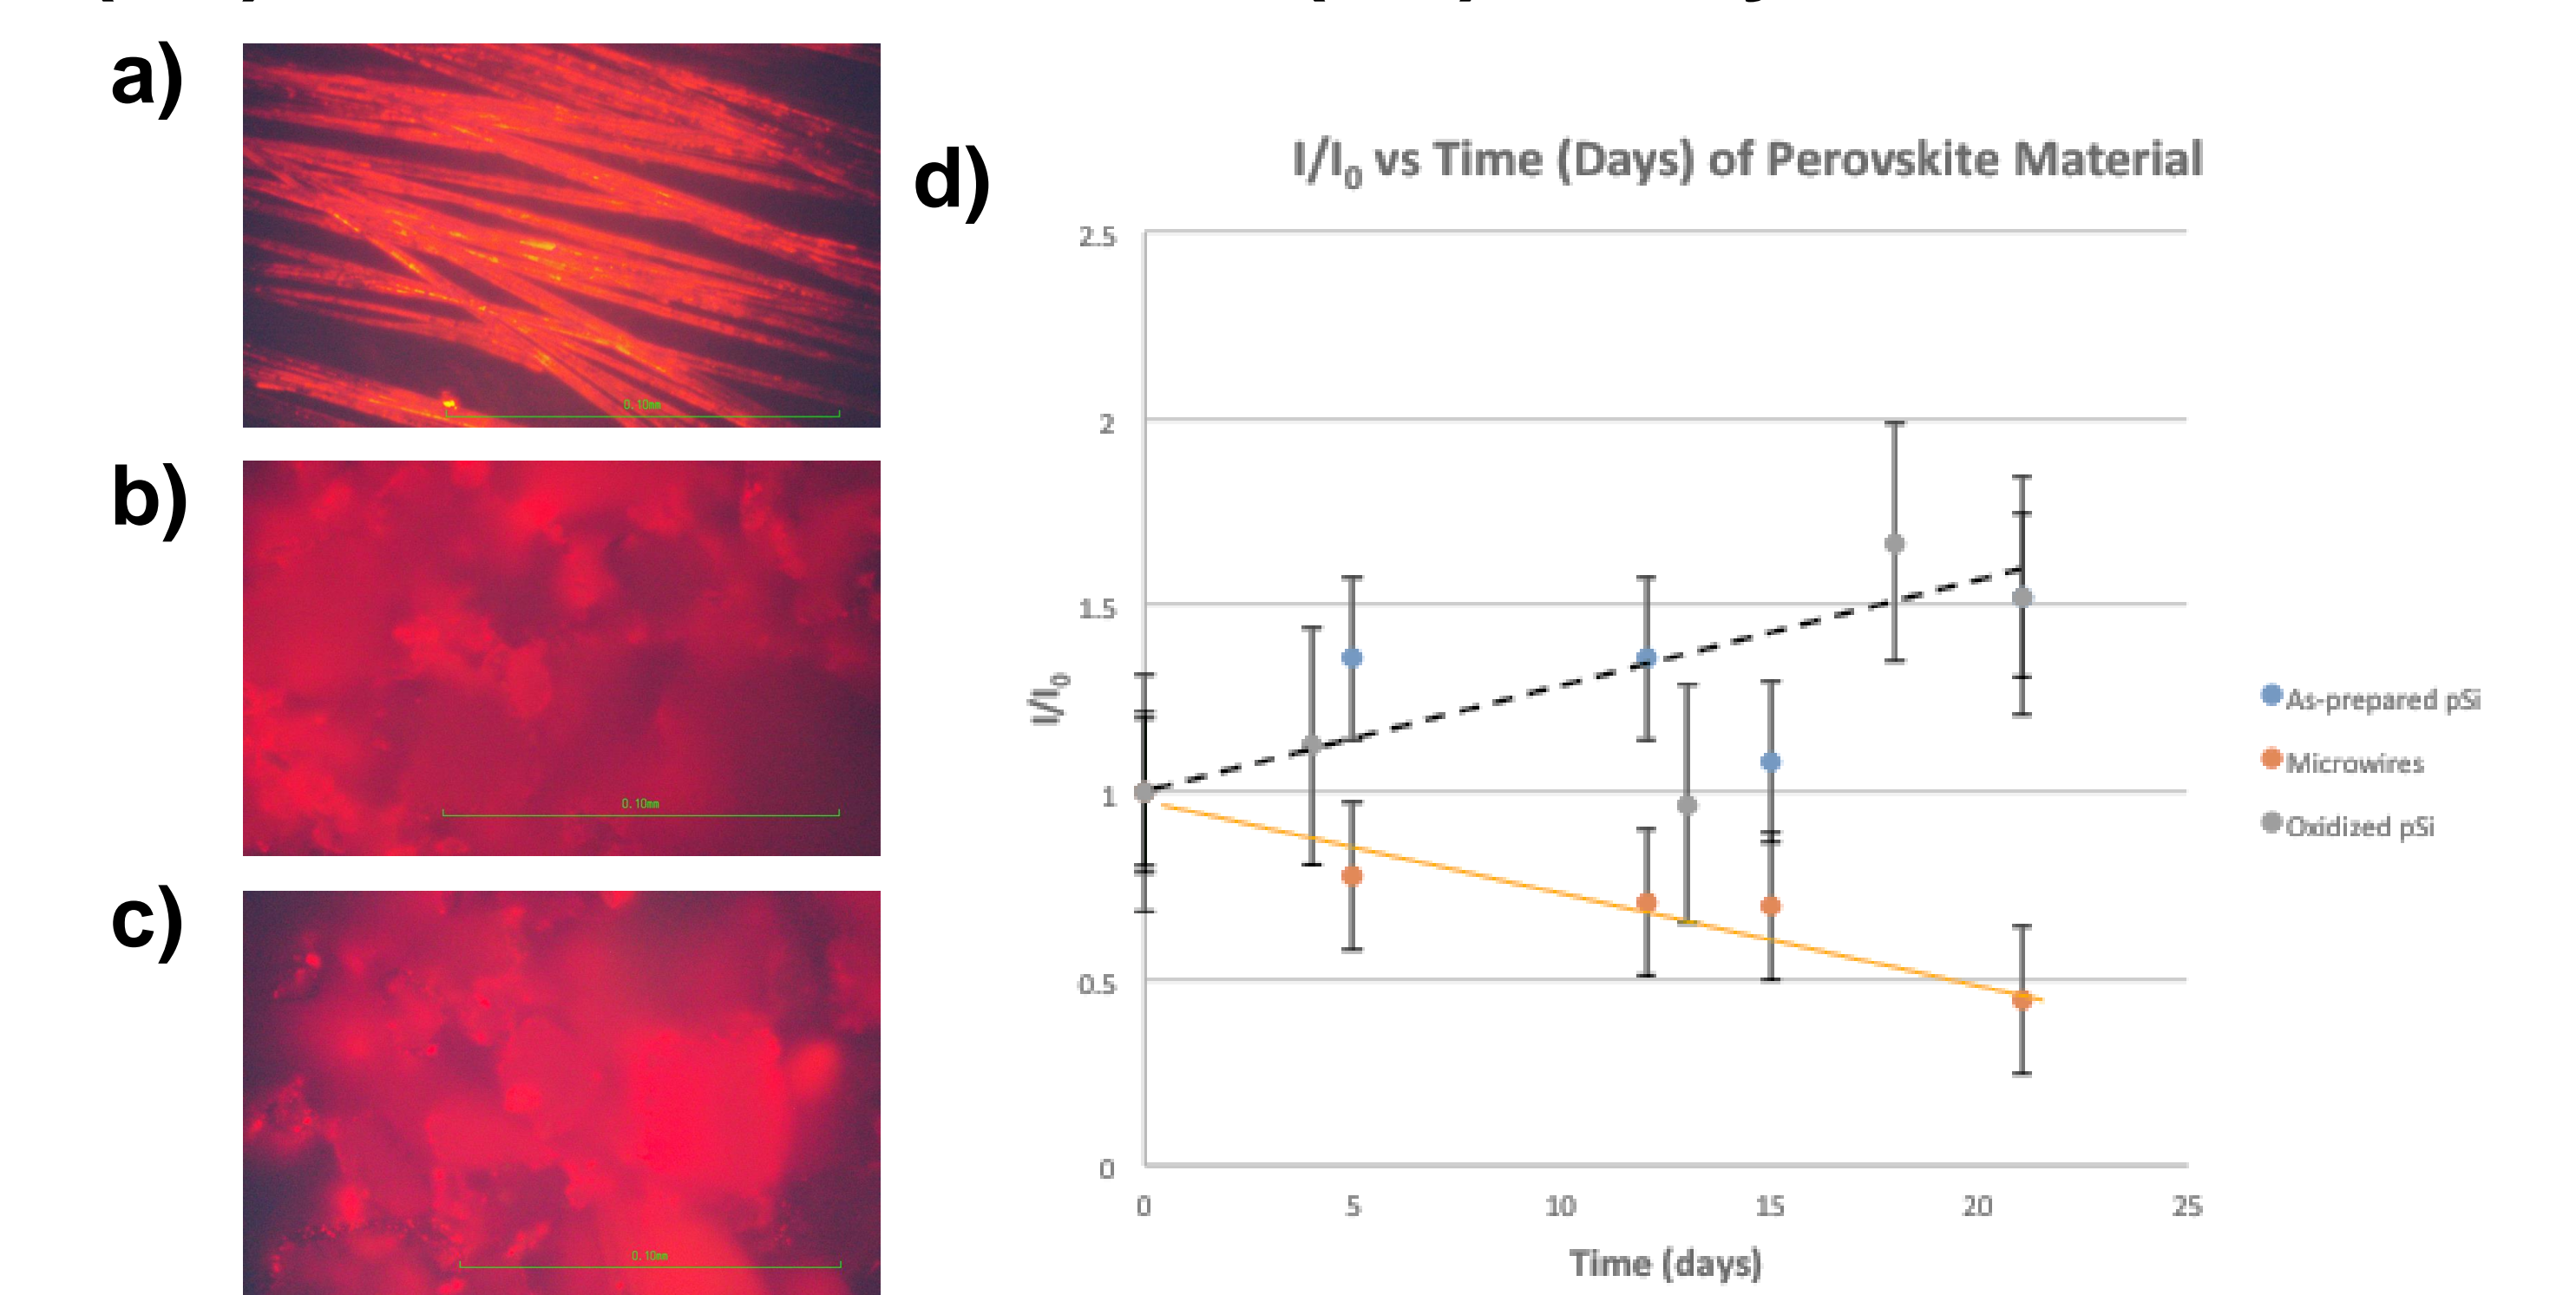 a)
0.10mm
b)
0.10mm
c)
0.10mm
d)
I/I₀ vs Time (Days) of Perovskite Material
2.5
2
1.5
1
0.5
0
I/I₀
0 5 10 15 20 25
Time (days)
As-prepared pSi
Microwires
Oxidized pSi